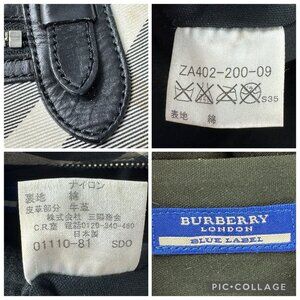 ZA402-200-09
S35
表地 綿
ナイロン
裏地 綿
皮革部分 牛革
株式会社 三陽商会
C.R.室 電話0120-340-460
日本製
01110-81 SDO
BURBERRY
LONDON
BLUE LABEL
PIC•COLLAGE